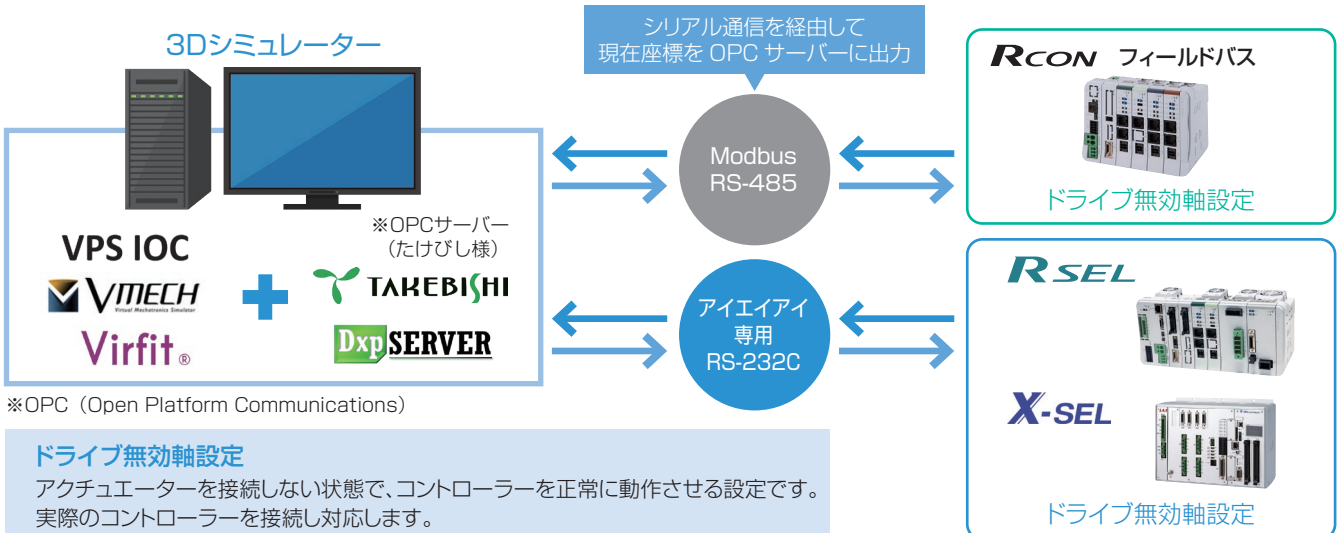 3Dシミュレーター
シリアル通信を経由して
現在座標を OPC サーバーに出力
RCON フィールドバス
Modbus
RS-485
ドライブ無効軸設定
※OPCサーバー
(たけびし様)
VPS IOC
VMECH
Virtual Mechatronics Simulator
Virfit®
TAKEBISHI
DxpSERVER
アイエイアイ
専用
RS-232C
RSEL
X-SEL
ドライブ無効軸設定
※OPC(Open Platform Communications)
ドライブ無効軸設定
アクチュエーターを接続しない状態で、コントローラーを正常に動作させる設定です。
実際のコントローラーを接続し対応します。